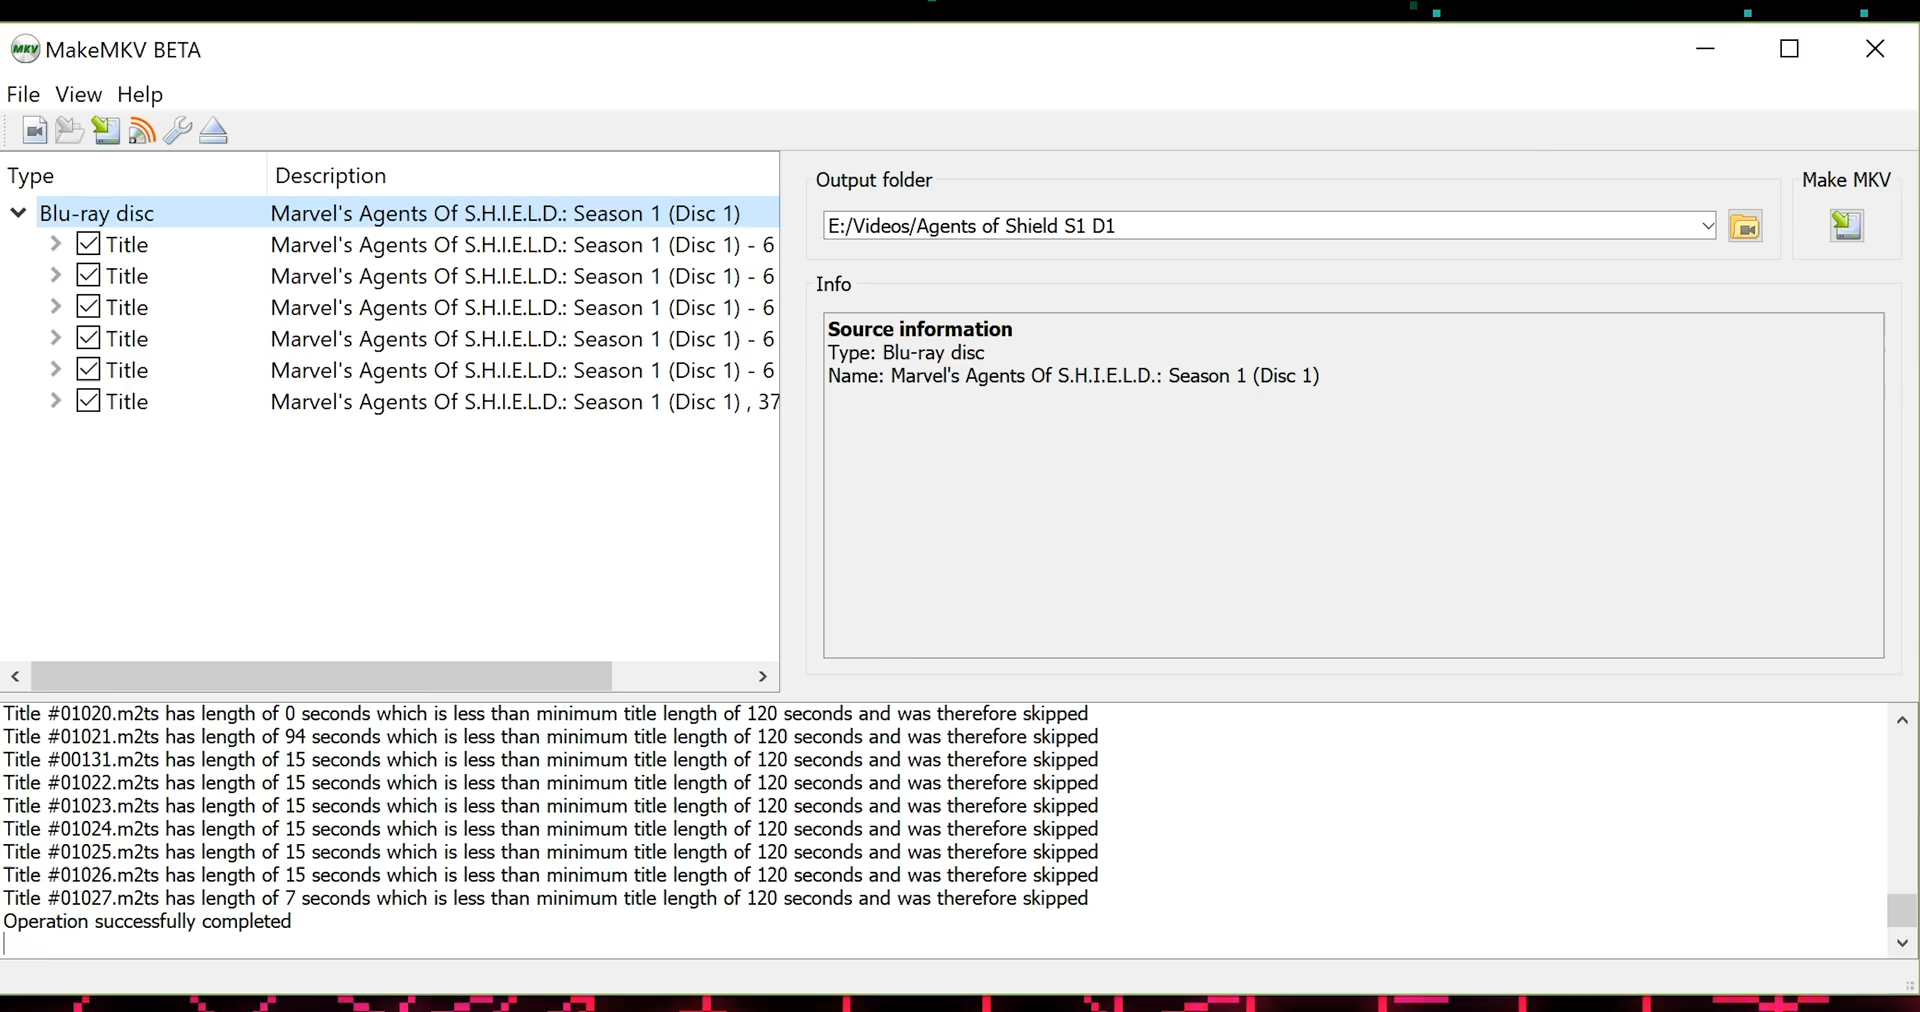 MKV MakeMKV BETA
File View Help
Type Description
Blu-ray disc Marvel's Agents Of S.H.I.E.L.D.: Season 1 (Disc 1)
Title Marvel's Agents Of S.H.I.E.L.D.: Season 1 (Disc 1) - 6
Title Marvel's Agents Of S.H.I.E.L.D.: Season 1 (Disc 1) - 6
Title Marvel's Agents Of S.H.I.E.L.D.: Season 1 (Disc 1) - 6
Title Marvel's Agents Of S.H.I.E.L.D.: Season 1 (Disc 1) - 6
Title Marvel's Agents Of S.H.I.E.L.D.: Season 1 (Disc 1) - 6
Title Marvel's Agents Of S.H.I.E.L.D.: Season 1 (Disc 1) , 37
Output folder
E:/Videos/Agents of Shield S1 D1
Make MKV
Info
Source information
Type: Blu-ray disc
Name: Marvel's Agents Of S.H.I.E.L.D.: Season 1 (Disc 1)
Title #01020.m2ts has length of 0 seconds which is less than minimum title length of 120 seconds and was therefore skipped
Title #01021.m2ts has length of 94 seconds which is less than minimum title length of 120 seconds and was therefore skipped
Title #00131.m2ts has length of 15 seconds which is less than minimum title length of 120 seconds and was therefore skipped
Title #01022.m2ts has length of 15 seconds which is less than minimum title length of 120 seconds and was therefore skipped
Title #01023.m2ts has length of 15 seconds which is less than minimum title length of 120 seconds and was therefore skipped
Title #01024.m2ts has length of 15 seconds which is less than minimum title length of 120 seconds and was therefore skipped
Title #01025.m2ts has length of 15 seconds which is less than minimum title length of 120 seconds and was therefore skipped
Title #01026.m2ts has length of 15 seconds which is less than minimum title length of 120 seconds and was therefore skipped
Title #01027.m2ts has length of 7 seconds which is less than minimum title length of 120 seconds and was therefore skipped
Operation successfully completed